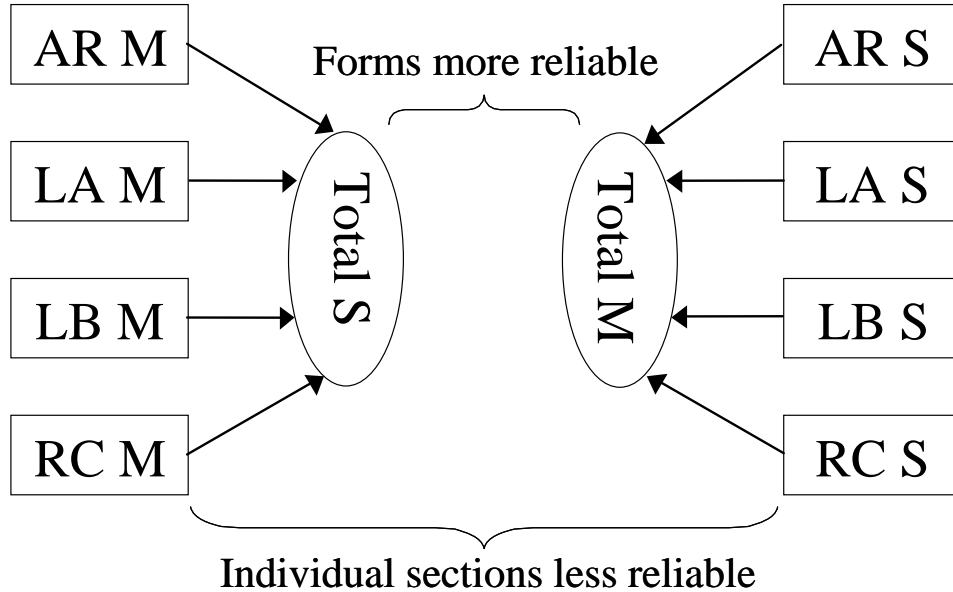 AR M
Forms more reliable
AR S
LA M
Total S
Total M
LA S
LB M
LB S
RC M
RC S
Individual sections less reliable